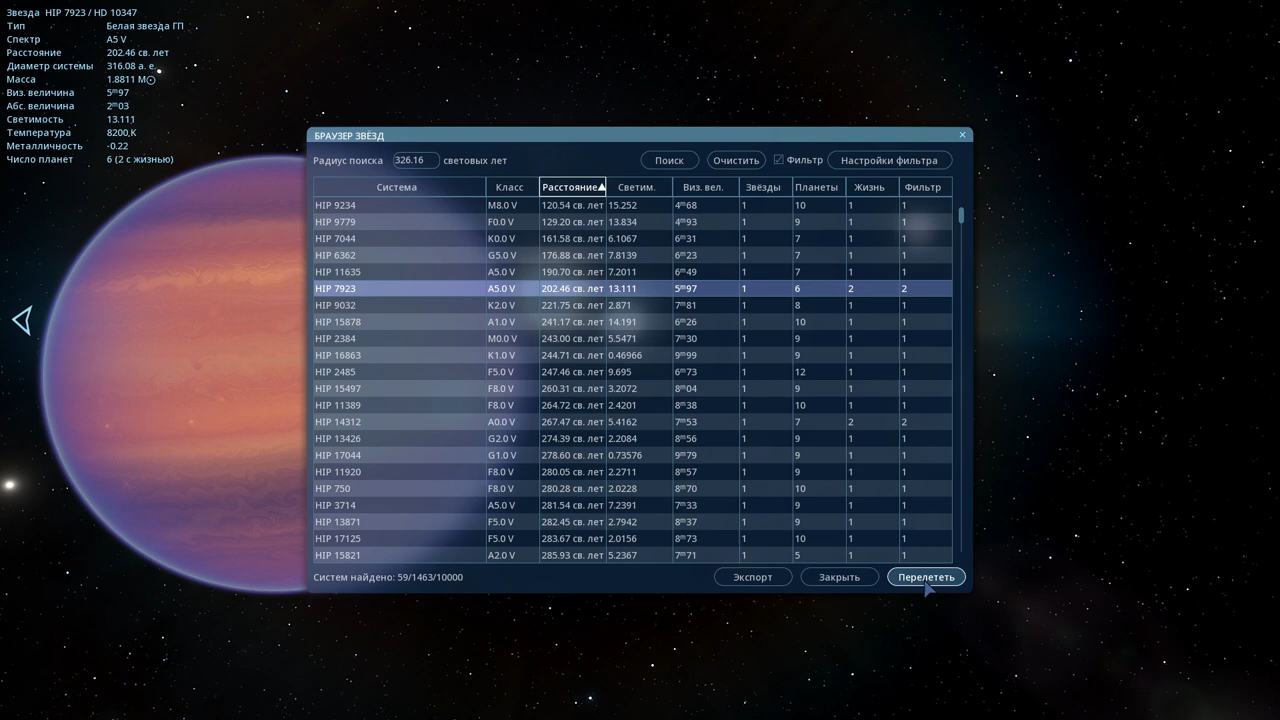 Звезда HIP 7923 / HD 10347
Тип Белая звезда ГП
Спектр A5 V
Расстояние 202.46 св. лет
Диаметр системы 316.08 а. е.
Масса 1.8811 M☉
Виз. величина 5ᵐ97
Абс. величина 2ᵐ03
Светимость 13.111
Температура 8200,K
Металличность -0.22
Число планет 6 (2 с жизнью)
БРАУЗЕР ЗВЁЗД
Радиус поиска 326.16 световых лет Поиск Очистить Фильтр Настройки фильтра
Система Класс Расстояние Светим. Виз. вел. Звёзды Планеты Жизнь Фильтр
HIP 9234 M8.0 V 120.54 св. лет 15.252 4ᵐ68 1 10 1 1
HIP 9779 F0.0 V 129.20 св. лет 13.834 4ᵐ93 1 9 1 1
HIP 7044 K0.0 V 161.58 св. лет 6.1067 6ᵐ31 1 7 1 1
HIP 6362 G5.0 V 176.88 св. лет 7.8139 6ᵐ23 1 7 1 1
HIP 11635 A5.0 V 190.70 св. лет 7.2011 6ᵐ49 1 7 1 1
HIP 7923 A5.0 V 202.46 св. лет 13.111 5ᵐ97 1 6 2 2
HIP 9032 K2.0 V 221.75 св. лет 2.871 7ᵐ81 1 8 1 1
HIP 15878 A1.0 V 241.17 св. лет 14.191 6ᵐ26 1 10 1 1
HIP 2384 M0.0 V 243.00 св. лет 5.5471 7ᵐ30 1 9 1 1
HIP 16863 K1.0 V 244.71 св. лет 0.46966 9ᵐ99 1 9 1 1
HIP 2485 F5.0 V 247.46 св. лет 9.695 6ᵐ73 1 12 1 1
HIP 15497 F8.0 V 260.31 св. лет 3.2072 8ᵐ04 1 9 1 1
HIP 11389 F8.0 V 264.72 св. лет 2.4201 8ᵐ38 1 10 1 1
HIP 14312 A0.0 V 267.47 св. лет 5.4162 7ᵐ53 1 7 2 2
HIP 13426 G2.0 V 274.39 св. лет 2.2084 8ᵐ56 1 9 1 1
HIP 17044 G1.0 V 278.60 св. лет 0.73576 9ᵐ79 1 9 1 1
HIP 11920 F8.0 V 280.05 св. лет 2.2711 8ᵐ57 1 9 1 1
HIP 750 F8.0 V 280.28 св. лет 2.0228 8ᵐ70 1 10 1 1
HIP 3714 A5.0 V 281.54 св. лет 7.2391 7ᵐ33 1 9 1 1
HIP 13871 F5.0 V 282.45 св. лет 2.7942 8ᵐ37 1 9 1 1
HIP 17125 F5.0 V 283.67 св. лет 2.0156 8ᵐ73 1 10 1 1
HIP 15821 A2.0 V 285.93 св. лет 5.2367 7ᵐ71 1 5 1 1
Систем найдено: 59/1463/10000 Экспорт Закрыть Перелететь